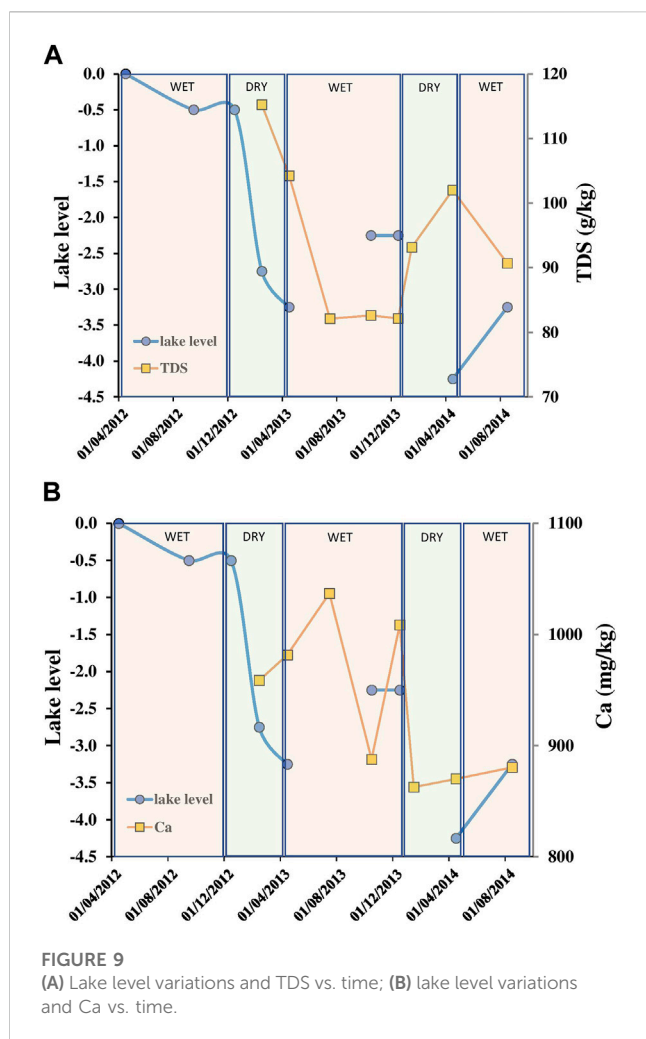 A
0.0
-0.5
-1.0
-1.5
-2.0
-2.5
-3.0
-3.5
-4.0
-4.5
Lake level
WET
DRY
WET
DRY
WET
120
110
100
90
80
70
TDS (g/kg)
lake level
TDS
01/04/2012
01/08/2012
01/12/2012
01/04/2013
01/08/2013
01/12/2013
01/04/2014
01/08/2014
B
0.0
-0.5
-1.0
-1.5
-2.0
-2.5
-3.0
-3.5
-4.0
-4.5
Lake level
WET
DRY
WET
DRY
WET
1100
1000
900
800
Ca (mg/kg)
lake level
Ca
01/04/2012
01/08/2012
01/12/2012
01/04/2013
01/08/2013
01/12/2013
01/04/2014
01/08/2014
FIGURE 9
(A) Lake level variations and TDS vs. time; (B) lake level variations
and Ca vs. time.